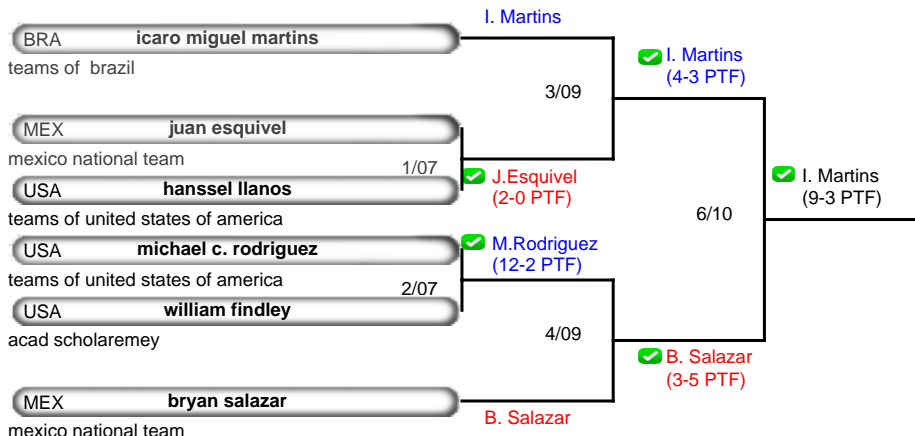 I. Martins
BRA icaro miguel martins
teams of  brazil
I. Martins
(4-3 PTF)
3/09
MEX juan esquivel
mexico national team
1/07
J.Esquivel
(2-0 PTF)
USA hanssel llanos
teams of united states of america
I. Martins
(9-3 PTF)
6/10
USA michael c. rodriguez
teams of united states of america
M.Rodriguez
(12-2 PTF)
2/07
USA william findley
acad scholaremey
4/09
B. Salazar
(3-5 PTF)
MEX bryan salazar
mexico national team
B. Salazar